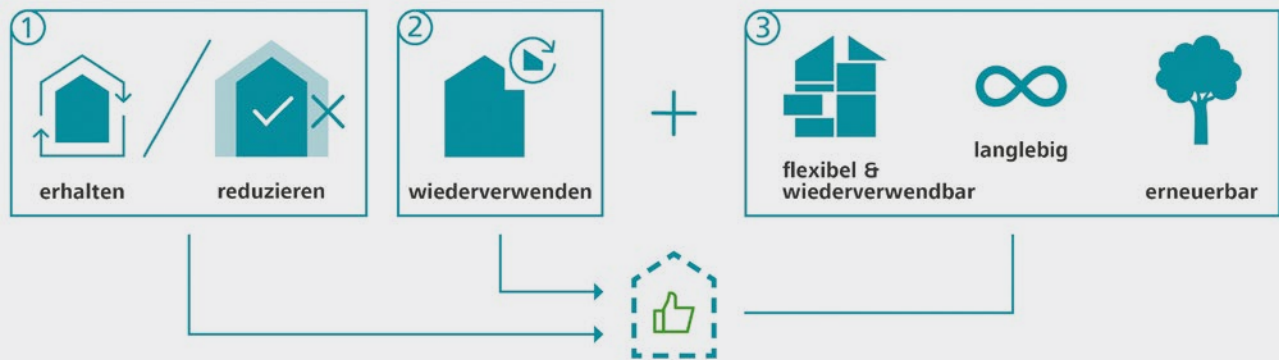 1
erhalten
reduzieren
2
wiederverwenden
3
flexibel &
wiederverwendbar
langlebig
erneuerbar